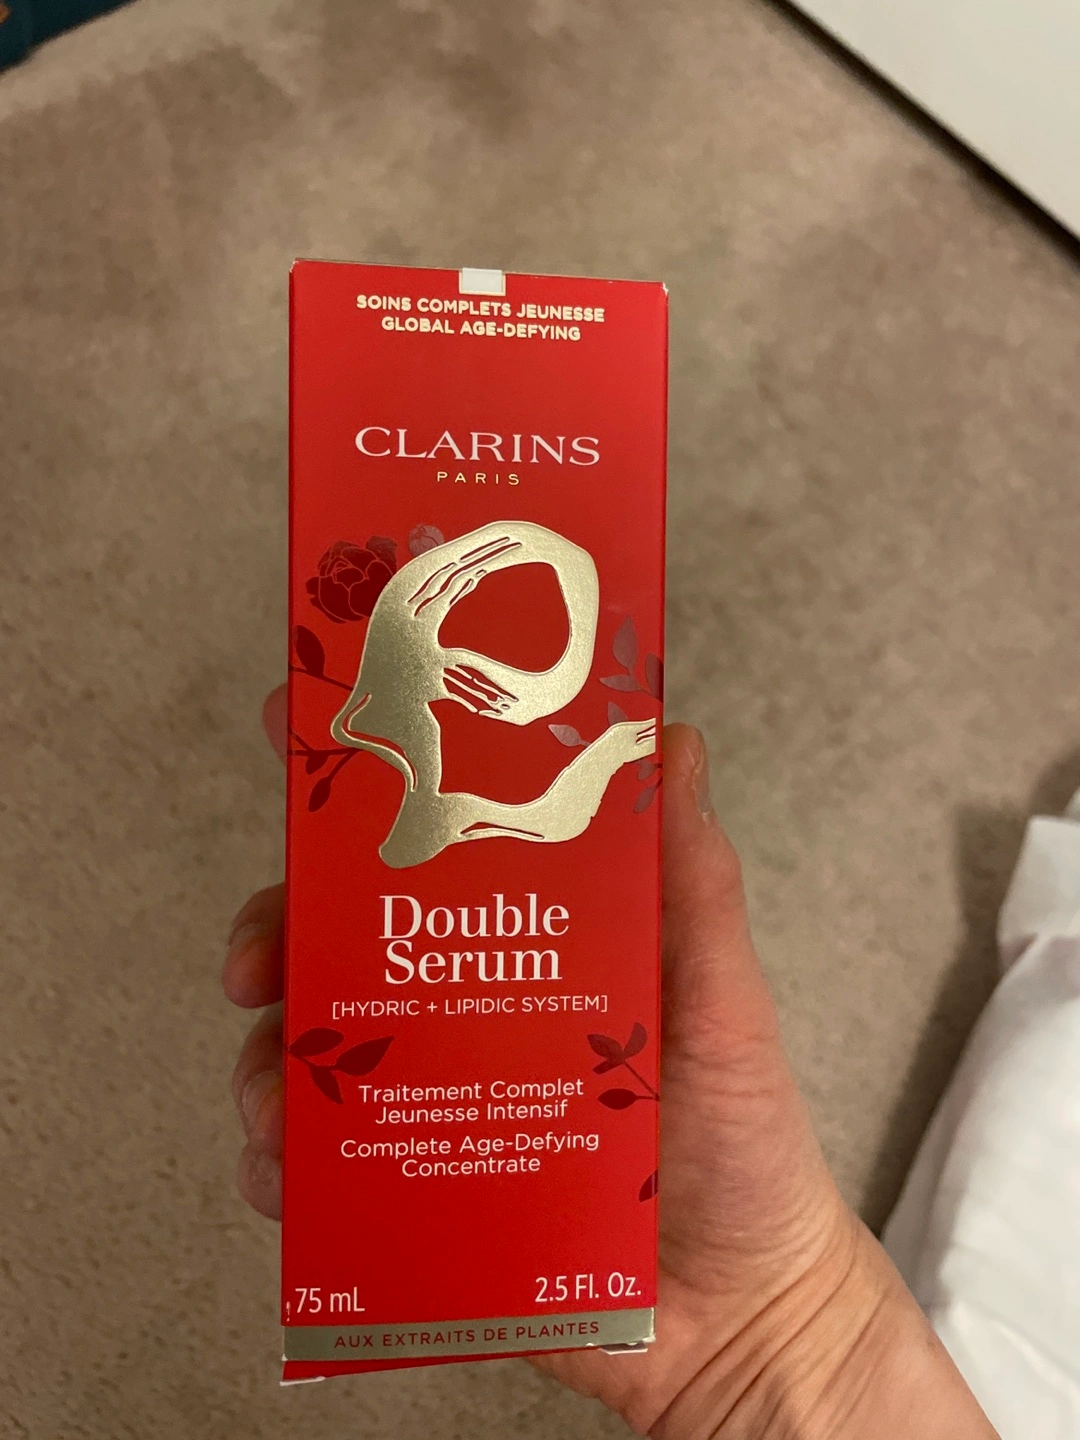 SOINS COMPLETS JEUNESSE
GLOBAL AGE-DEFYING
CLARINS
PARIS
Double
Serum
[HYDRIC + LIPIDIC SYSTEM]
Traitement Complet
Jeunesse Intensif
Complete Age-Defying
Concentrate
75 mL
2.5 Fl. Oz.
AUX EXTRAITS DE PLANTES